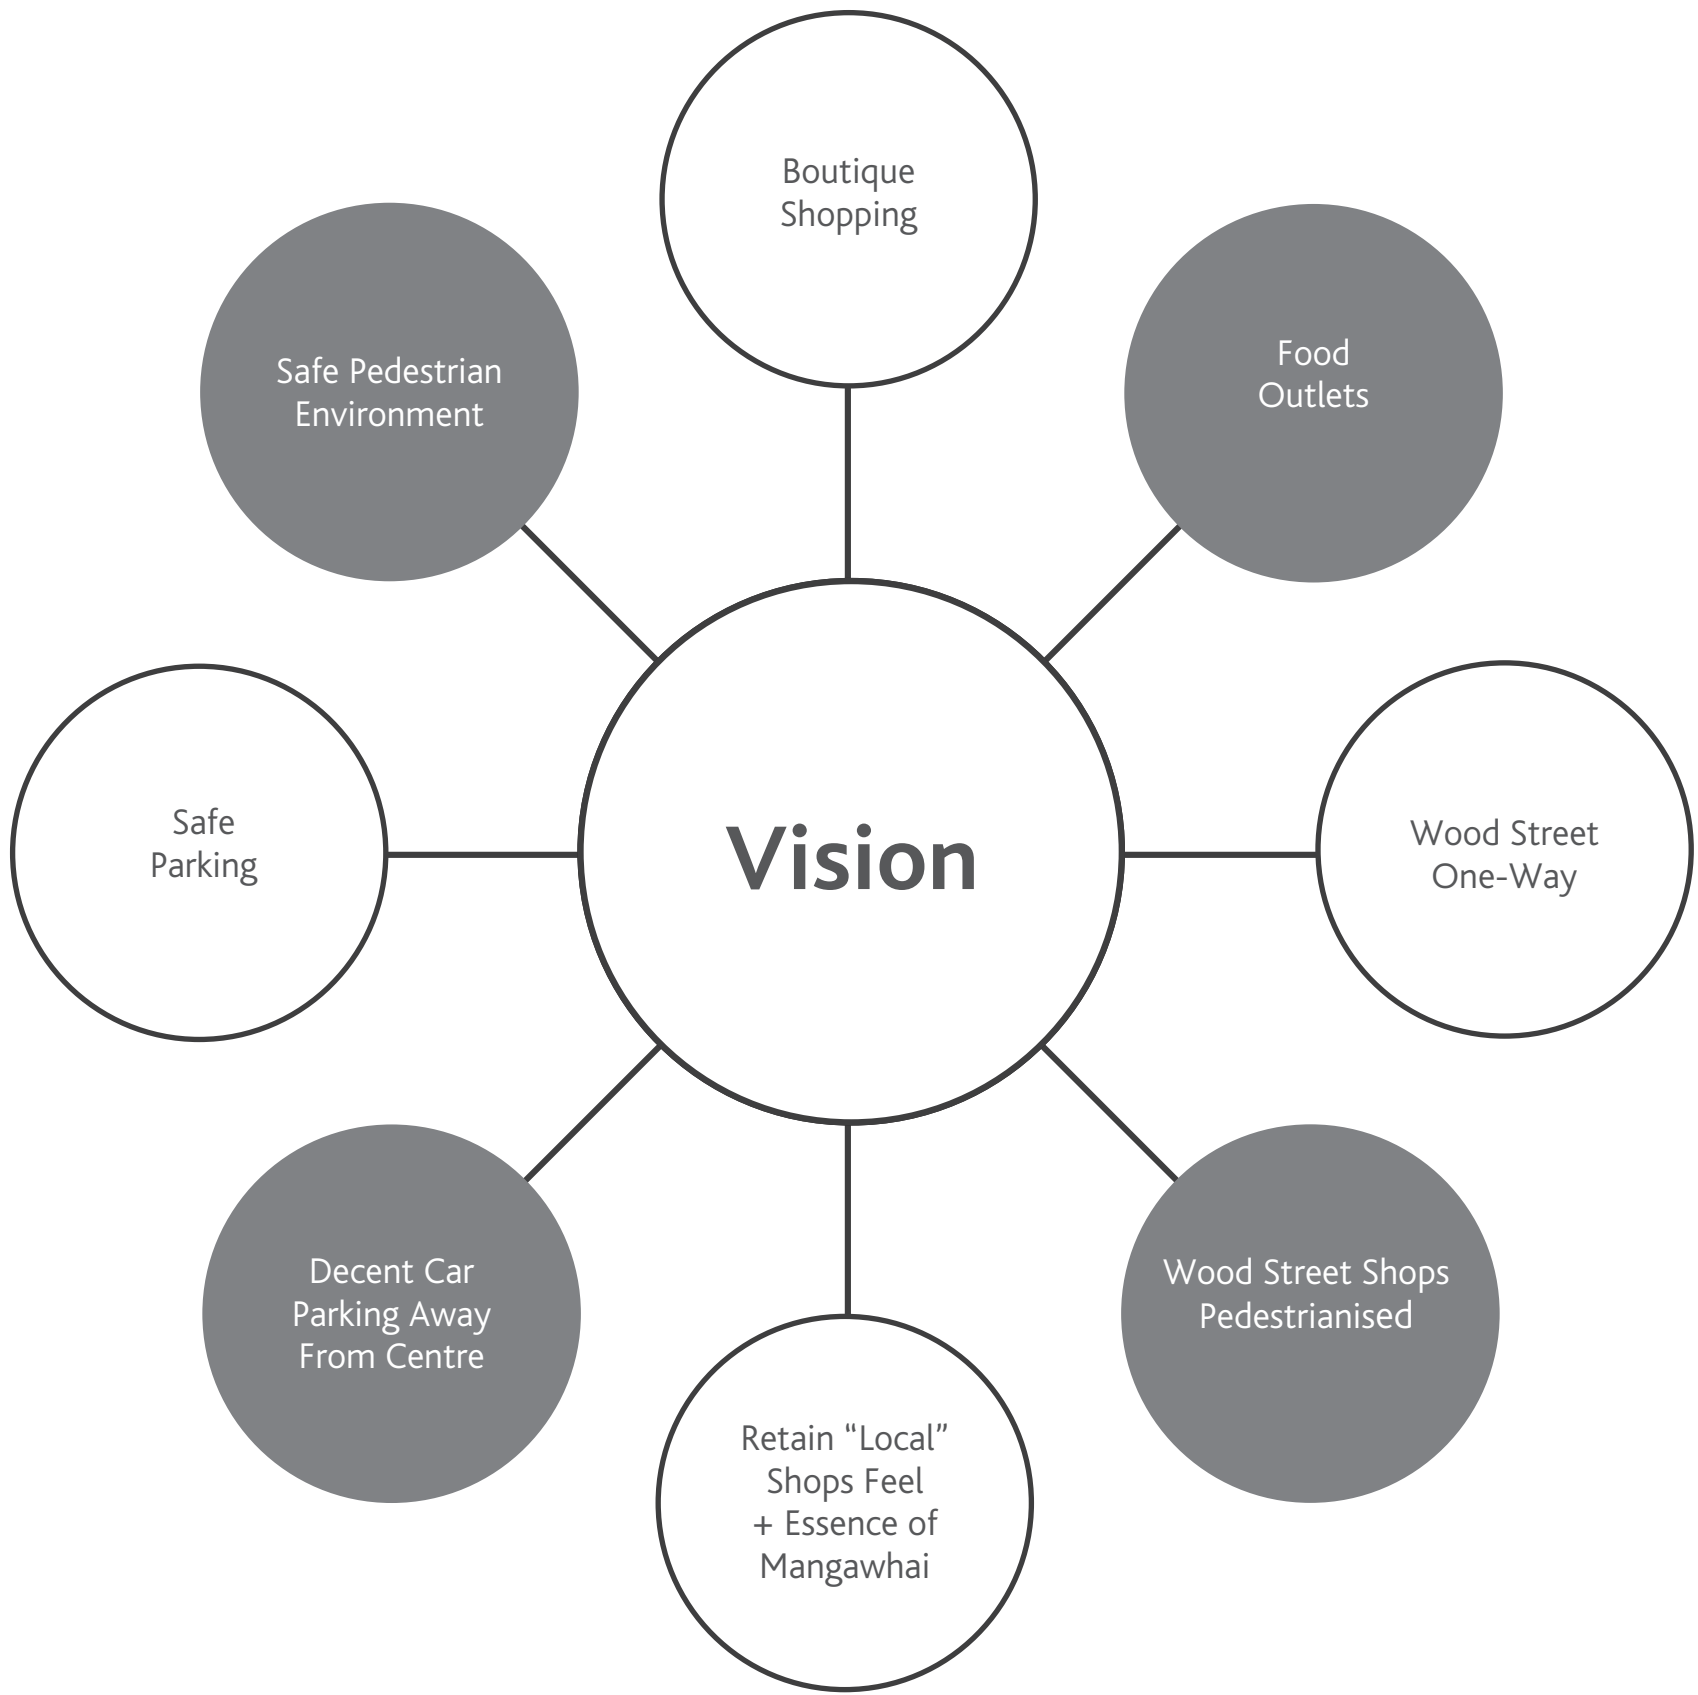 Boutique
Shopping
Food
Outlets
Safe Pedestrian
Environment
Safe
Parking
Vision
Wood Street
One-Way
Decent Car
Parking Away
From Centre
Wood Street Shops
Pedestrianised
Retain “Local”
Shops Feel
+ Essence of
Mangawhai